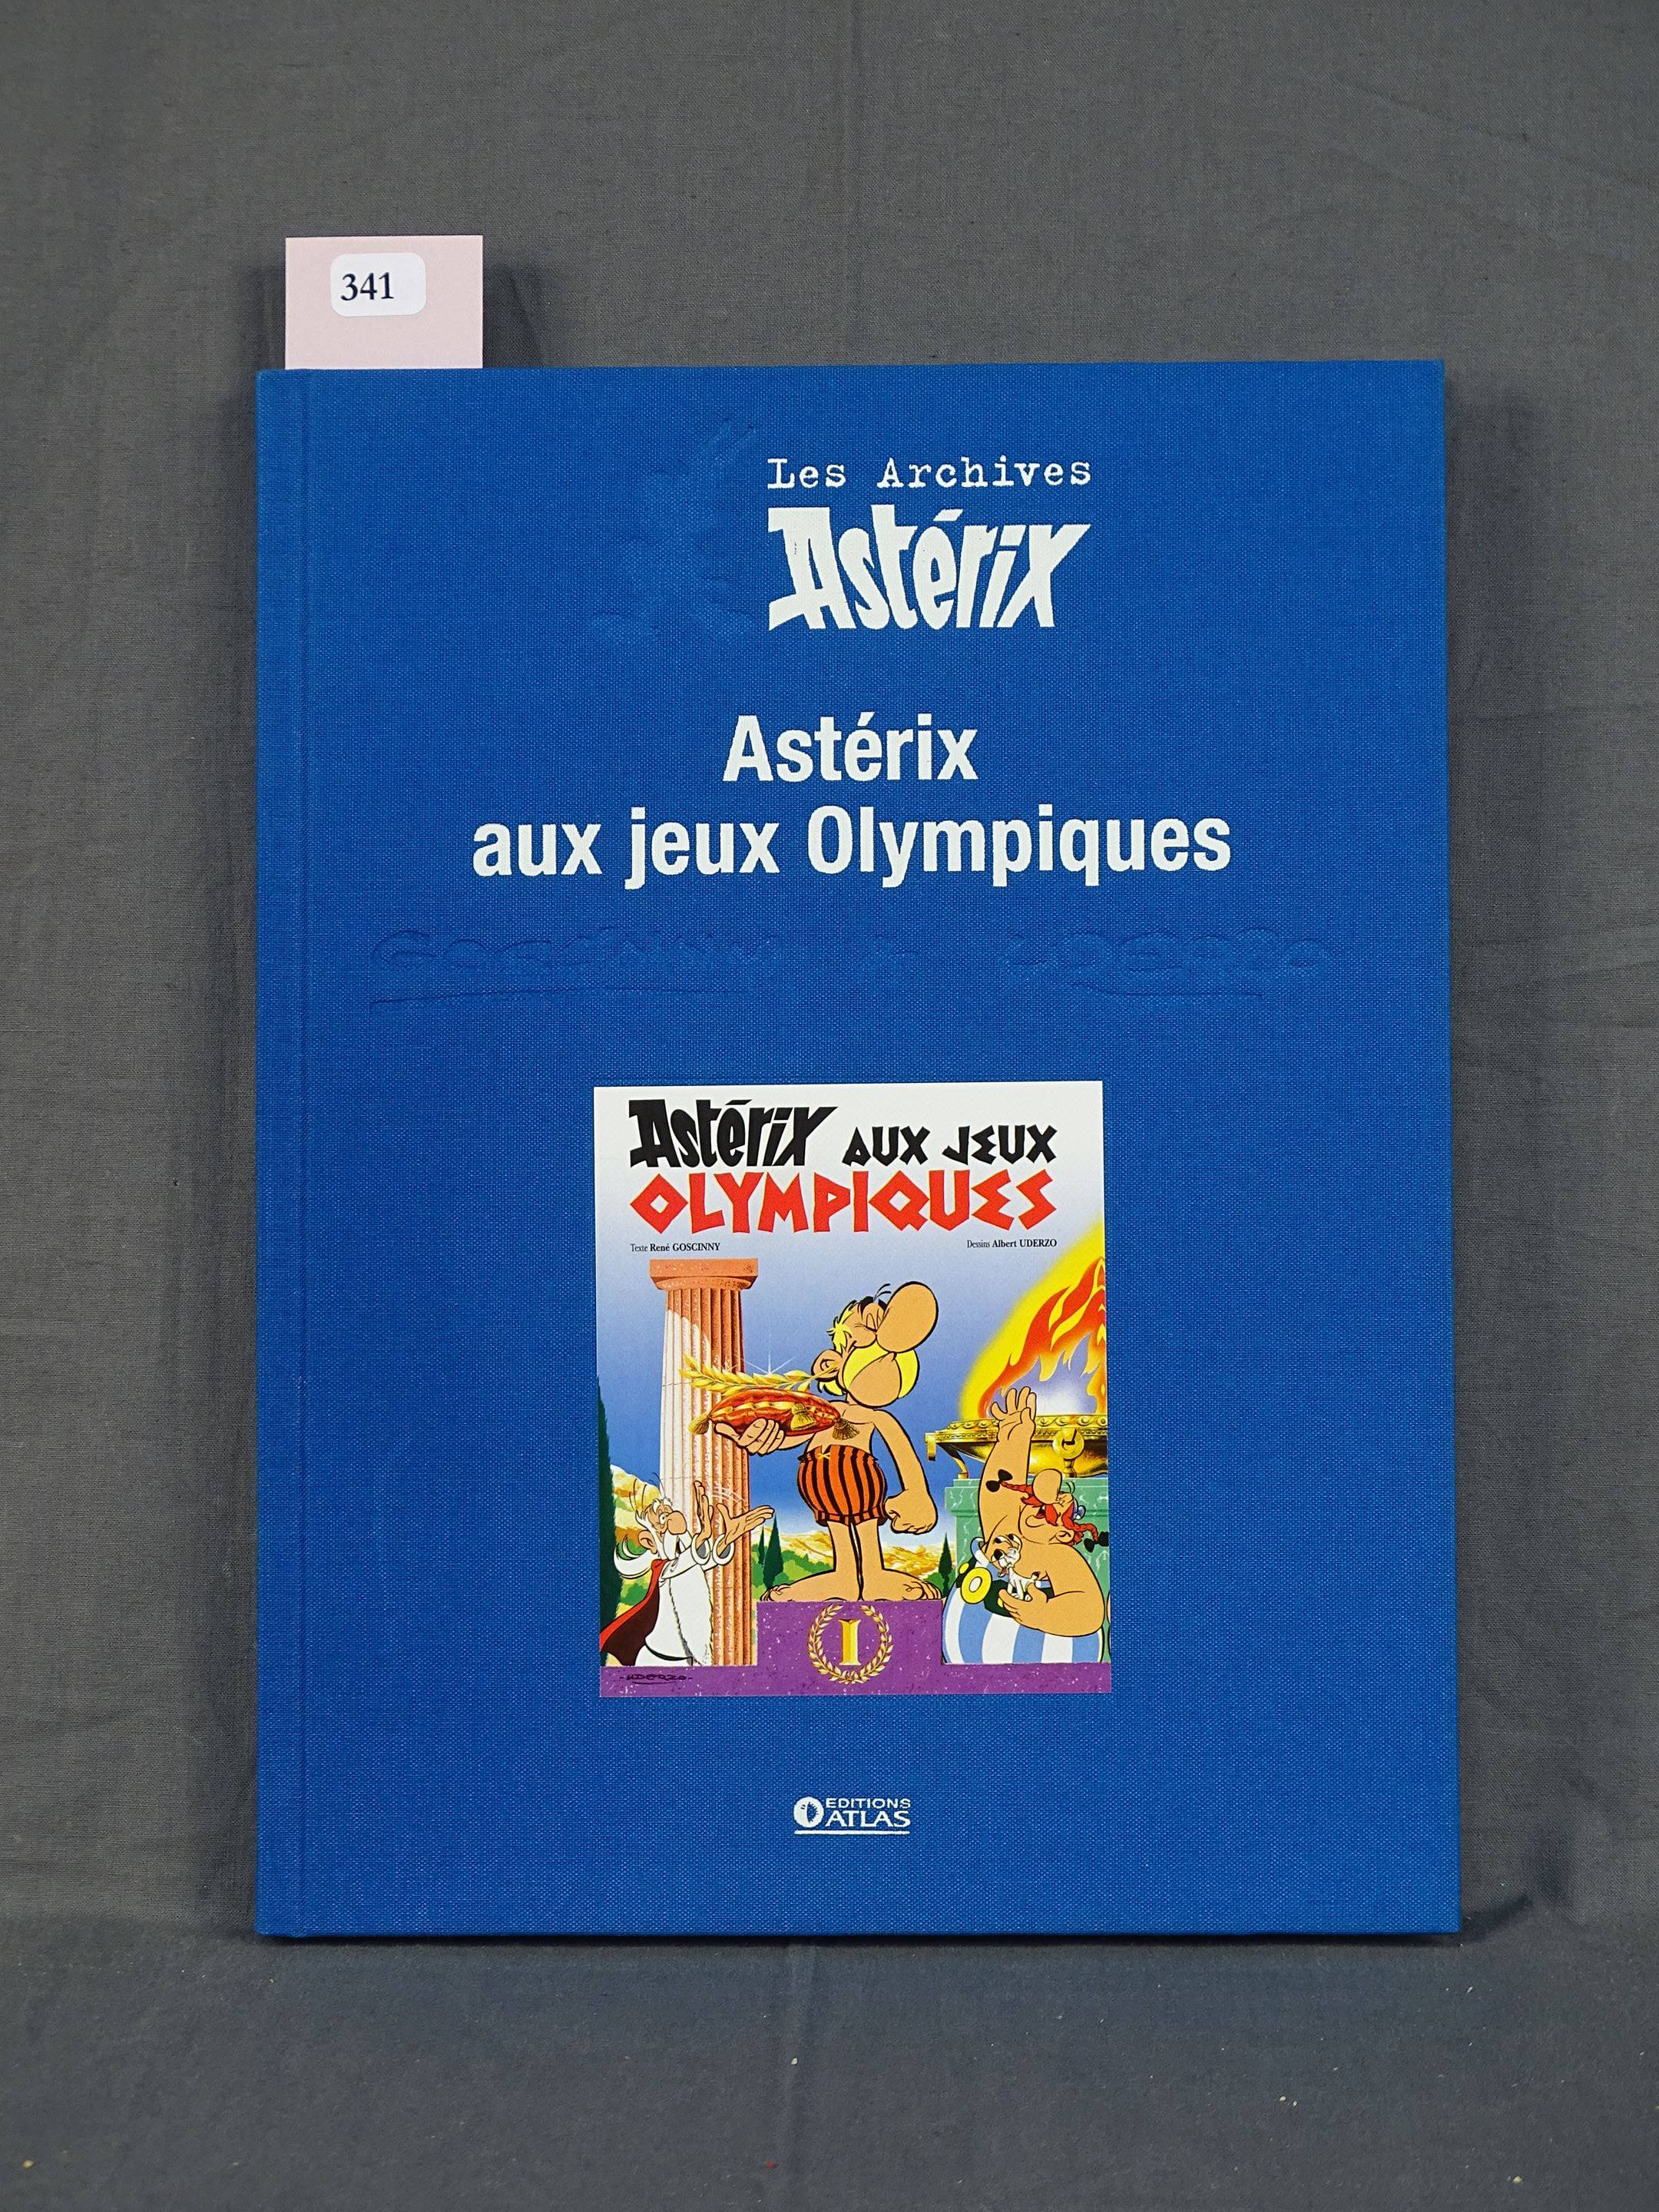 341
Les Archives
Astérix
Astérix
aux jeux Olympiques
Astérix AUX JEUX
OLYMPIQUES
Texte René GOSCINNY
Dessins Albert UDERZO
I
-UDERZO-
EDITIONS
ATLAS